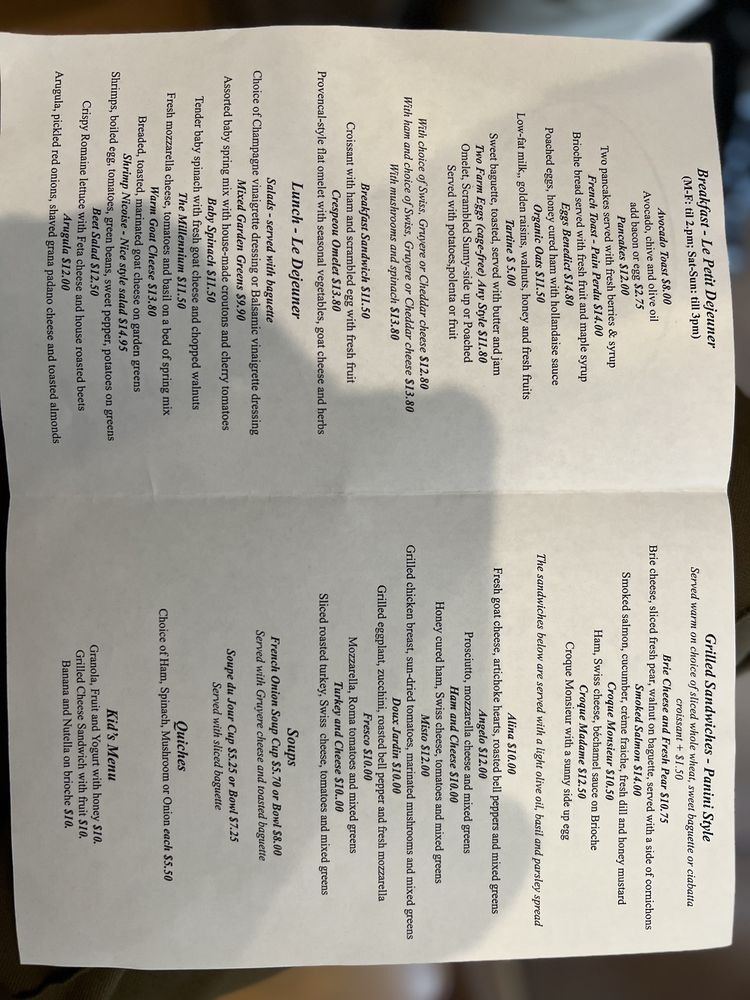 Breakfast - Le Petit Dejeuner
(M-F: til 2pm; Sat-Sun: till 3pm)
Avocado Toast $8.00
Avocado, chive and olive oil
add bacon or egg $2.75
Pancakes $12.00
Two pancakes served with fresh berries & syrup
French Toast - Pain Perdu $14.00
Brioche bread served with fresh fruit and maple syrup
Eggs Benedict $14.80
Poached eggs, honey cured ham with hollandaise sauce
Organic Oats $11.50
Low-fat milk,, golden raisins, walnuts, honey and fresh fruits
Tartine $ 5.00
Sweet baguette, toasted, served with butter and jam
Two Farm Eggs (cage-free) Any Style $11.80
Omelet, Scrambled Sunny-side up or Poached
Served with potatoes,polenta or fruit
With choice of Swiss, Gruyere or Cheddar cheese $12.80
With ham and choice of Swiss, Gruyere or Cheddar cheese $13.80
With mushrooms and spinach $13.80
Breakfast Sandwich $11.50
Croissant with ham and scrambled egg with fresh fruit
Crespeou Omelet $13.80
Provencal-style flat omelet with seasonal vegetables, goat cheese and herbs
Lunch - Le Dejeuner
Salads - served with baguette
Choice of Champagne vinaigrette dressing or Balsamic vinaigrette dressing
Mixed Garden Greens $9.90
Assorted baby spring mix with house-made croutons and cherry tomatoes
Baby Spinach $11.50
Tender baby spinach with fresh goat cheese and chopped walnuts
The Millennium $11.50
Fresh mozzarella cheese, tomatoes and basil on a bed of spring mix
Warm Goat Cheese $13.80
Breaded, toasted, marinated goat cheese on garden greens
Shrimp Nicoise - Nice style salad $14.95
Shrimps, boiled egg, tomatoes, green beans, sweet pepper, potatoes on greens
Beet Salad $12.50
Crispy Romaine lettuce with Feta cheese and house roasted beets
Arugula $12.00
Arugula, pickled red onions, shaved grana padano cheese and toasted almonds
Grilled Sandwiches - Panini Style
Served warm on choice of sliced whole wheat, sweet baguette or ciabatta
croissant + $1.50
Brie Cheese and Fresh Pear $10.75
Brie cheese, sliced fresh pear, walnut on baguette, served with a side of cornichons
Smoked Salmon $14.00
Smoked salmon, cucumber, crème fraiche, fresh dill and honey mustard
Croque Monsieur $10.50
Ham, Swiss cheese, béchamel sauce on Brioche
Croque Madame $12.50
Croque Monsieur with a sunny side up egg
The sandwiches below are served with a light olive oil, basil and parsley spread
Alina $10.00
Fresh goat cheese, artichoke hearts, roasted bell peppers and mixed greens
Angelo $12.00
Prosciutto, mozzarella cheese and mixed greens
Ham and Cheese $10.00
Honey cured ham, Swiss cheese, tomatoes and mixed greens
Misto $12.00
Grilled chicken breast, sun-dried tomatoes, marinated mushrooms and mixed greens
Doux Jardin $10.00
Grilled eggplant, zucchini, roasted bell pepper and fresh mozzarella
Fresco $10.00
Mozzarella, Roma tomatoes and mixed greens
Turkey and Cheese $10..00
Sliced roasted turkey, Swiss cheese, tomatoes and mixed greens
Soups
French Onion Soup Cup $5.70 or Bowl $8.00
Served with Gruyere cheese and toasted baguette
Soupe du Jour Cup $5.25 or Bowl $7.25
Served with sliced baguette
Quiches
Choice of Ham, Spinach, Mushroom or Onion each $5.50
Kid's Menu
Granola, Fruit and Yogurt with honey $10.
Grilled Cheese Sandwich with fruit $10.
Banana and Nutella on brioche $10.